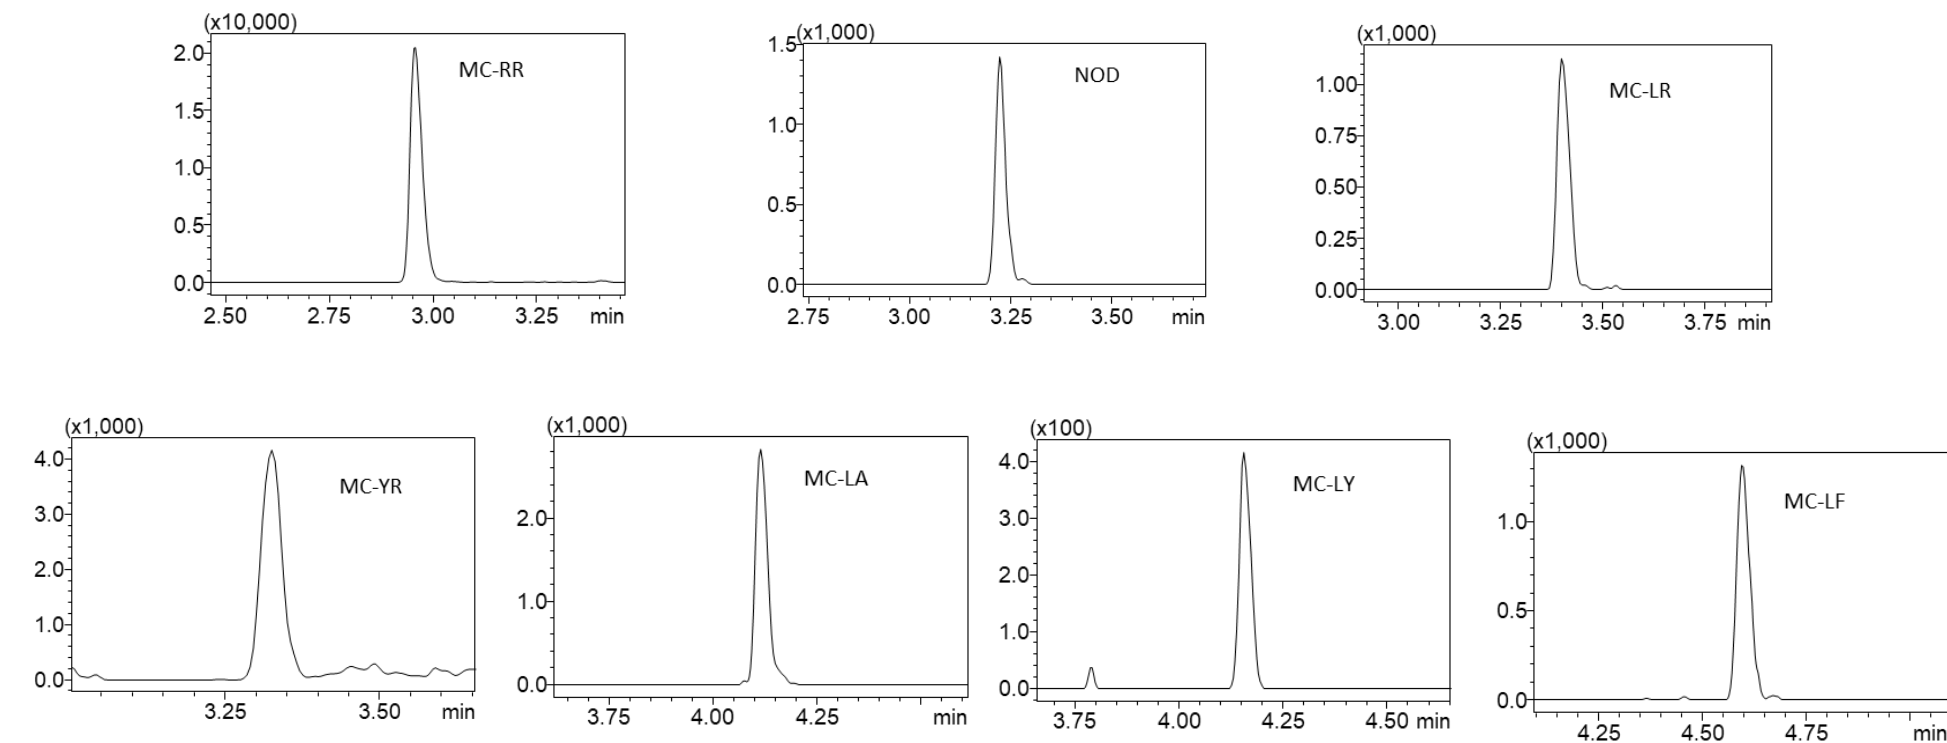 (x10,000)
2.0
MC-RR
1.5
1.0
0.5
0.0
2.50 2.75 3.00 3.25 min
(x1,000)
1.5
NOD
1.0
0.5
0.0
2.75 3.00 3.25 3.50 min
(x1,000)
1.00
MC-LR
0.75
0.50
0.25
0.00
3.00 3.25 3.50 3.75 min
(x1,000)
4.0
MC-YR
3.0
2.0
1.0
0.0
3.25 3.50 min
(x1,000)
MC-LA
2.0
1.0
0.0
3.75 4.00 4.25 min
(x100)
4.0
MC-LY
3.0
2.0
1.0
0.0
3.75 4.00 4.25 4.50 min
(x1,000)
MC-LF
1.0
0.5
0.0
4.25 4.50 4.75 min